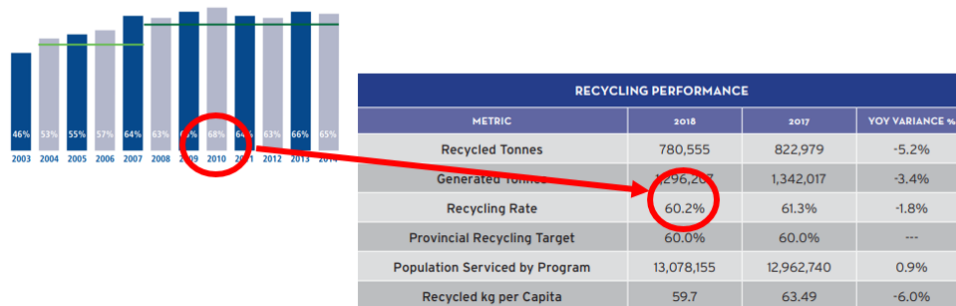 46% 53% 55% 57% 64% 63% 68% 64% 63% 66% 65%
2003 2004 2005 2006 2007 2008 2009 2010 2011 2012 2013
RECYCLING PERFORMANCE
METRIC 2018 2017 YOY VARIANCE %
Recycled Tonnes 780,555 822,979 -5.2%
Generated Tonnes 1,342,017 -3.4%
Recycling Rate 60.2% 61.3% -1.8%
Provincial Recycling Target 60.0% 60.0% ---
Population Serviced by Program 13,078,155 12,962,740 0.9%
Recycled kg per Capita 59.7 63.49 -6.0%